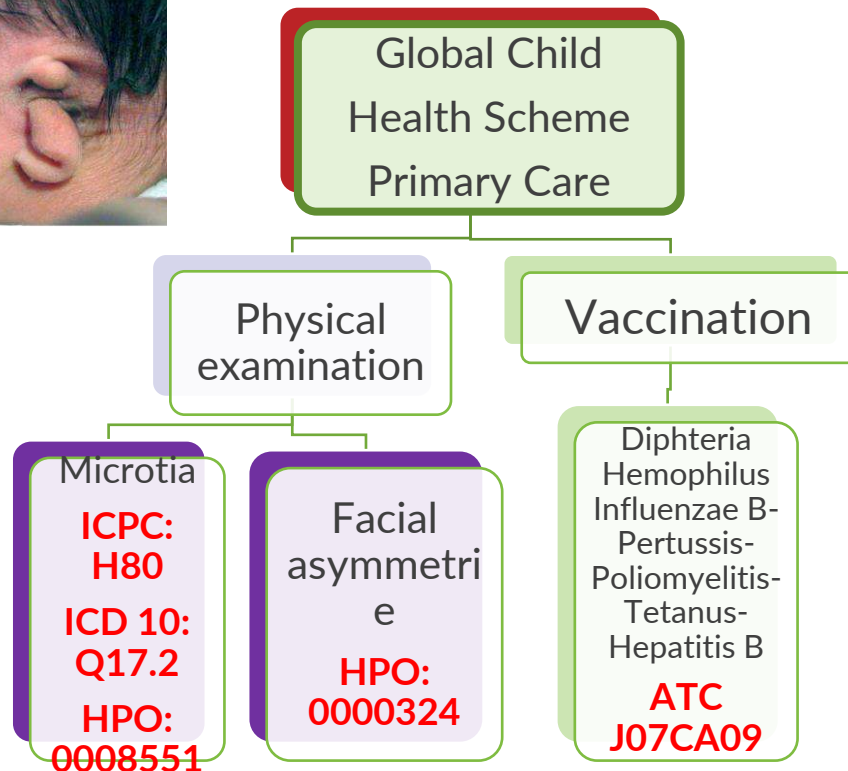 Global Child
Health Scheme
Primary Care
Physical
examination
Vaccination
Microtia
ICPC:
H80
ICD 10:
Q17.2
HPO:
0008551
Facial
asymmetri
e
HPO:
0000324
Diphteria
Hemophilus
Influenzae B-
Pertussis-
Poliomyelitis-
Tetanus-
Hepatitis B
ATC
J07CA09